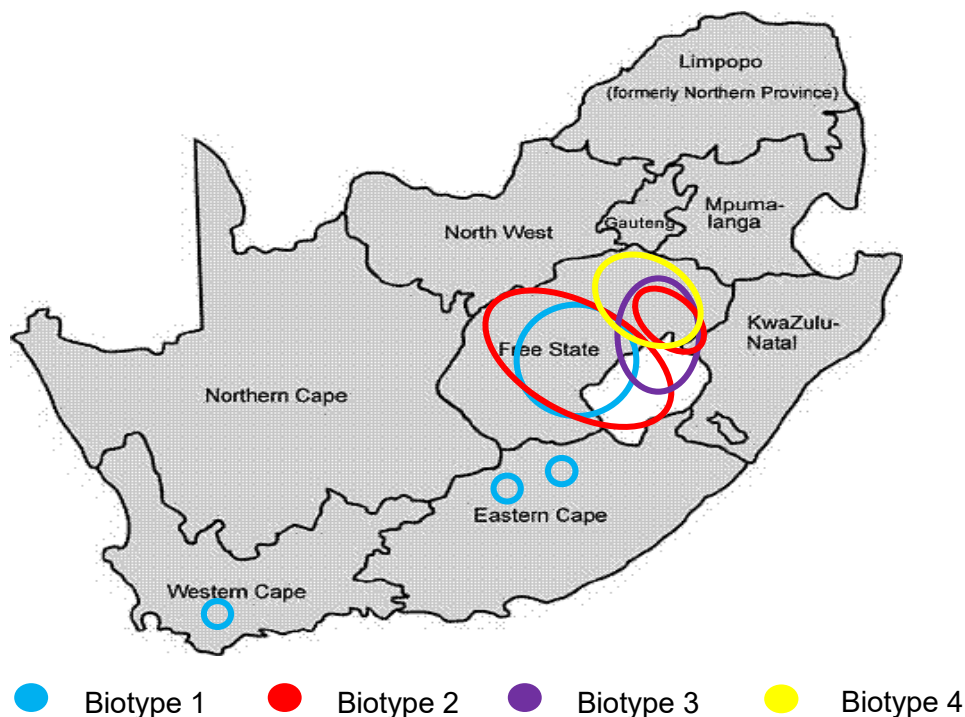 Limpopo
(formerly Northern Province)
Mpuma-
langa
Gauteng
North West
KwaZulu-
Natal
Free State
Northern Cape
Eastern Cape
Western Cape
Biotype 1
Biotype 2
Biotype 3
Biotype 4